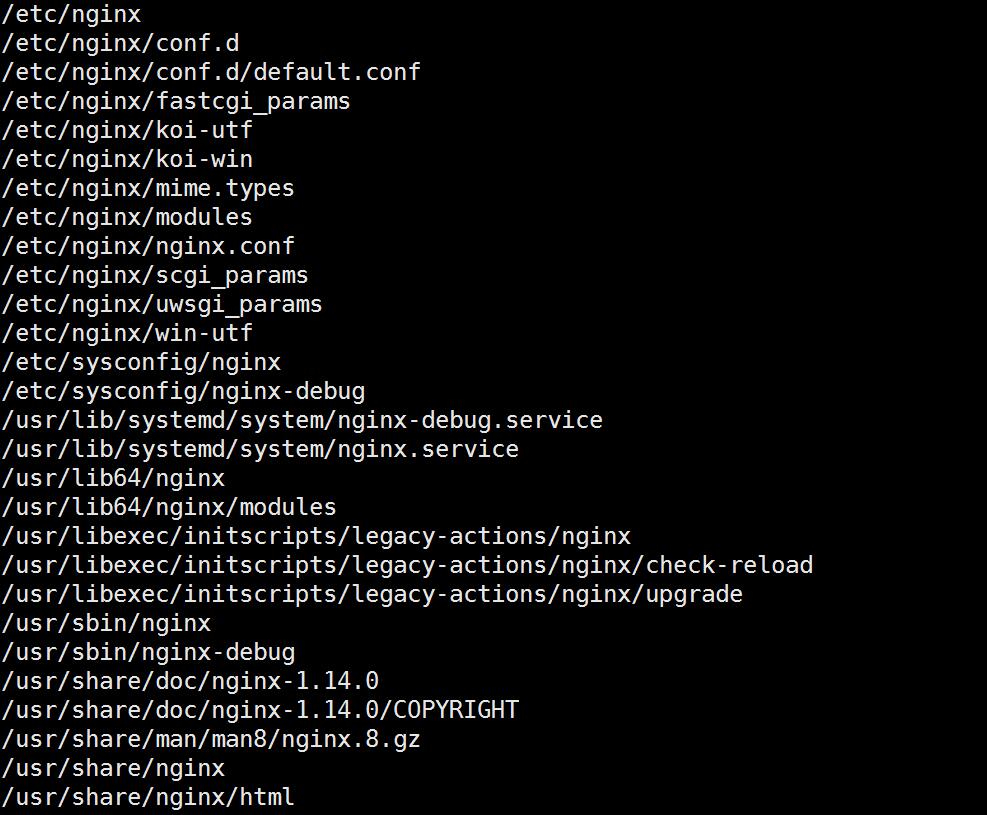 /etc/nginx
/etc/nginx/conf.d
/etc/nginx/conf.d/default.conf
/etc/nginx/fastcgi_params
/etc/nginx/koi-utf
/etc/nginx/koi-win
/etc/nginx/mime.types
/etc/nginx/modules
/etc/nginx/nginx.conf
/etc/nginx/scgi_params
/etc/nginx/uwsgi_params
/etc/nginx/win-utf
/etc/sysconfig/nginx
/etc/sysconfig/nginx-debug
/usr/lib/systemd/system/nginx-debug.service
/usr/lib/systemd/system/nginx.service
/usr/lib64/nginx
/usr/lib64/nginx/modules
/usr/libexec/initscripts/legacy-actions/nginx
/usr/libexec/initscripts/legacy-actions/nginx/check-reload
/usr/libexec/initscripts/legacy-actions/nginx/upgrade
/usr/sbin/nginx
/usr/sbin/nginx-debug
/usr/share/doc/nginx-1.14.0
/usr/share/doc/nginx-1.14.0/COPYRIGHT
/usr/share/man/man8/nginx.8.gz
/usr/share/nginx
/usr/share/nginx/html